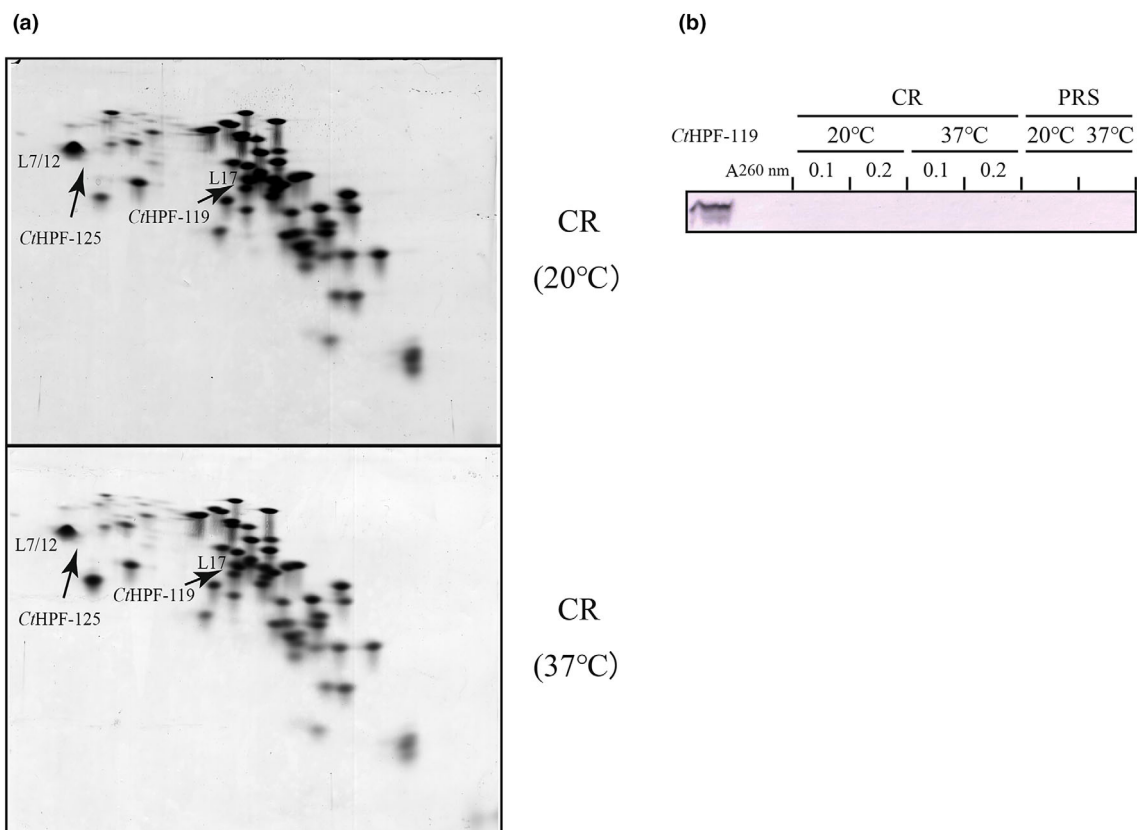 (a)
L7/12
L17
CtHPF-119
CtHPF-125
CR
(20℃)
L7/12
L17
CtHPF-119
CtHPF-125
CR
(37℃)
(b)
CR PRS
CtHPF-119 20℃ 37℃ 20℃ 37℃
A260 nm 0.1 0.2 0.1 0.2